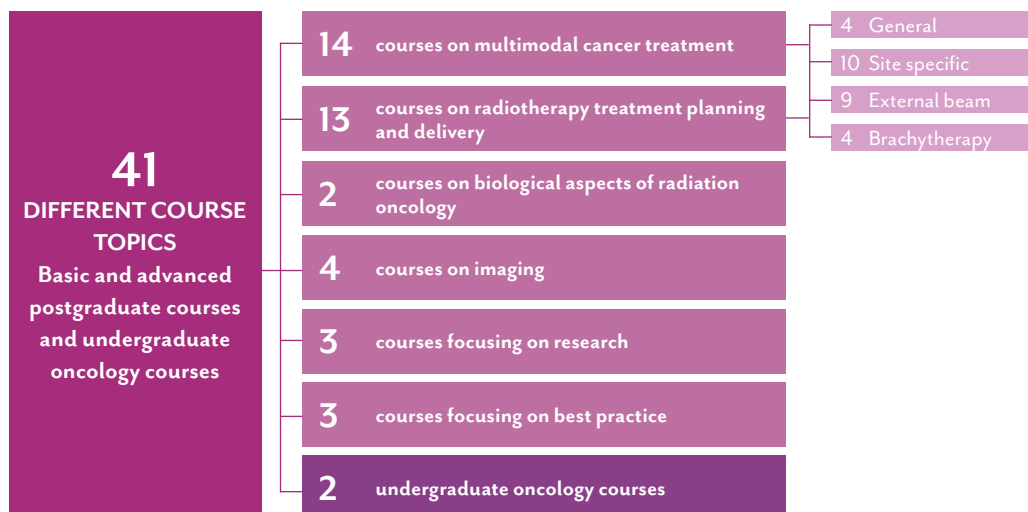 41
DIFFERENT COURSE
TOPICS
Basic and advanced
postgraduate courses
and undergraduate
oncology courses
14 courses on multimodal cancer treatment
4 General
10 Site specific
13 courses on radiotherapy treatment planning
and delivery
9 External beam
4 Brachytherapy
2 courses on biological aspects of radiation
oncology
4 courses on imaging
3 courses focusing on research
3 courses focusing on best practice
2 undergraduate oncology courses